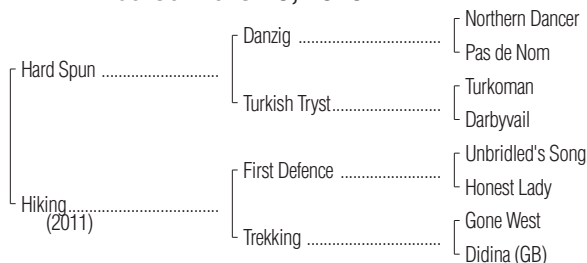 Northern Dancer
Danzig ........................................
Pas de Nom
Hard Spun .................................
Turkoman
Turkish Tryst..............................
Darbyvail
Unbridled's Song
First Defence ............................
Honest Lady
Hiking...........................................
(2011)
Gone West
Trekking .....................................
Didina (GB)